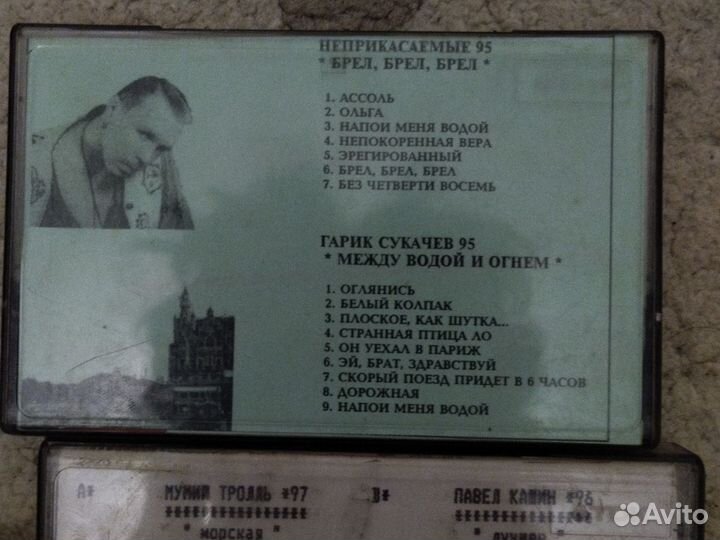 НЕПРИКАСАЕМЫЕ 95
* БРЕЛ, БРЕЛ, БРЕЛ *
1. АССОЛЬ
2. ОЛЬГА
3. НАПОИ МЕНЯ ВОДОЙ
4. НЕПОКОРЕННАЯ ВЕРА
5. ЭРЕГИРОВАННЫЙ
6. БРЕЛ, БРЕЛ, БРЕЛ
7. БЕЗ ЧЕТВЕРТИ ВОСЕМЬ
ГАРИК СУКАЧЕВ 95
* МЕЖДУ ВОДОЙ И ОГНЕМ *
1. ОГЛЯНИСЬ
2. БЕЛЫЙ КОЛПАК
3. ПЛОСКОЕ, КАК ШУТКА...
4. СТРАННАЯ ПТИЦА ЛО
5. ОН УЕХАЛ В ПАРИЖ
6. ЭЙ, БРАТ, ЗДРАВСТВУЙ
7. СКОРЫЙ ПОЕЗД ПРИДЕТ В 6 ЧАСОВ
8. ДОРОЖНАЯ
9. НАПОИ МЕНЯ ВОДОЙ
A* МУМИЙ ТРОЛЛЬ *97 B* ПАВЕЛ КАШИН *96
****************** ***************
" морская " "
Avito